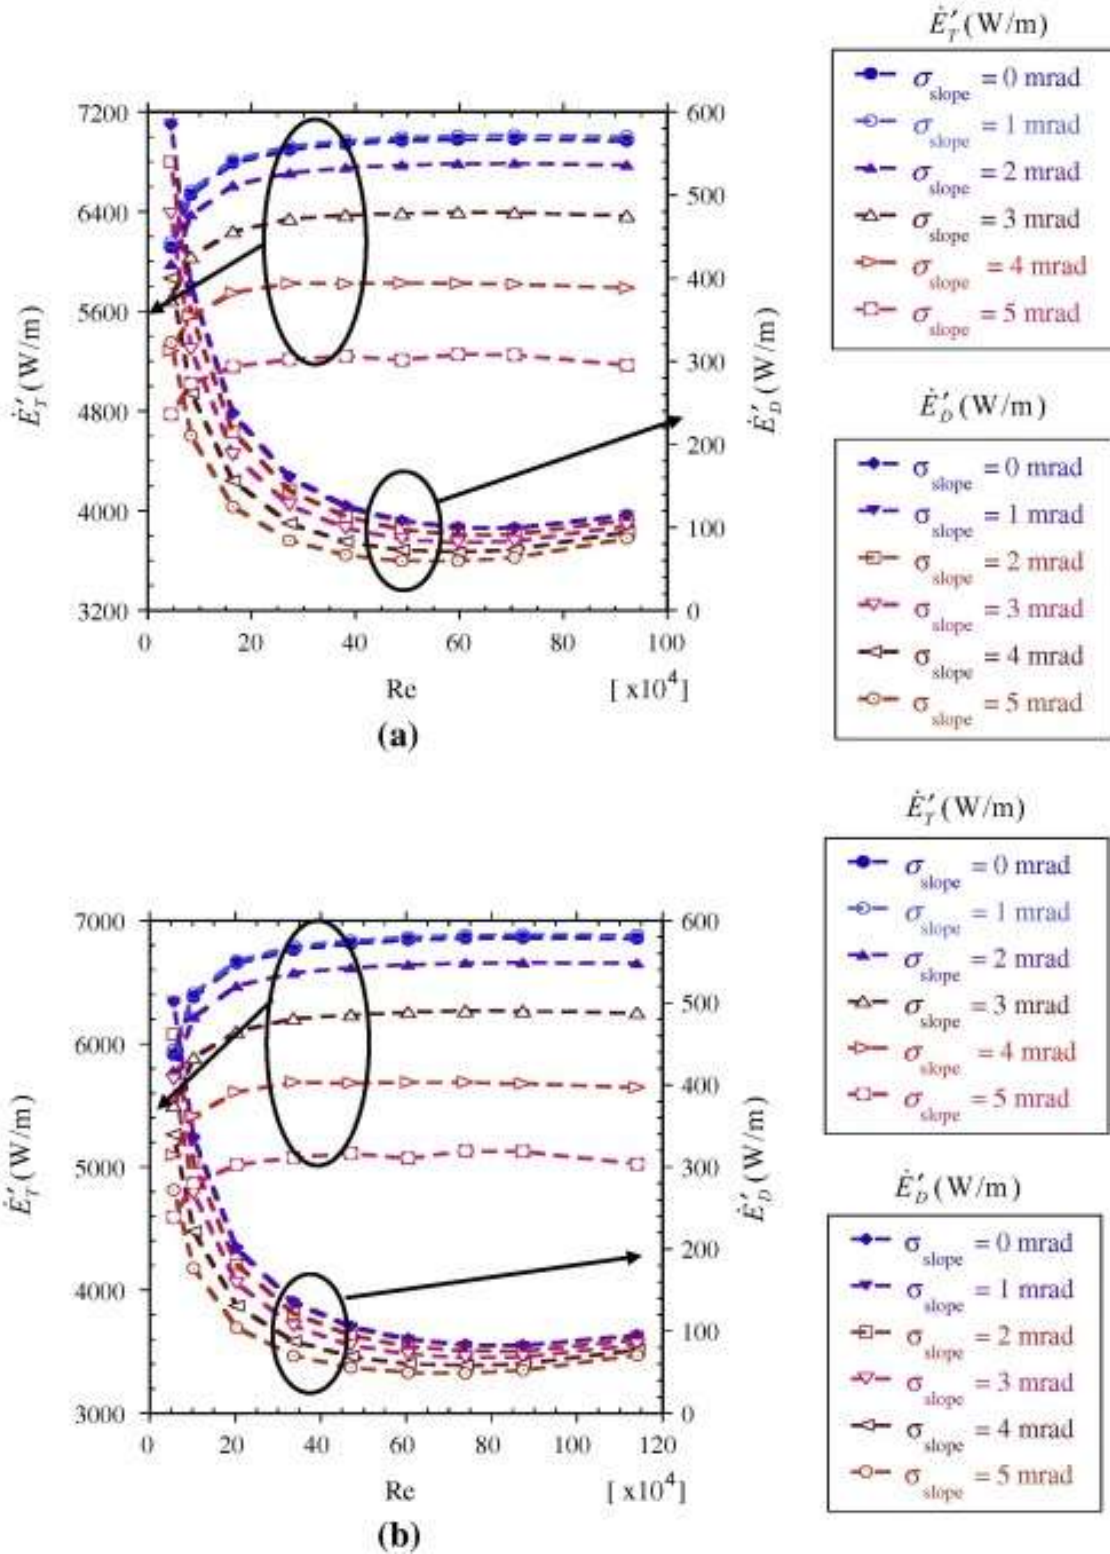 Ė′T (W/m)
σslope = 0 mrad
σslope = 1 mrad
σslope = 2 mrad
σslope = 3 mrad
σslope = 4 mrad
σslope = 5 mrad
7200
6400
5600
4800
4000
3200
Ė′T (W/m)
600
500
400
300
200
100
0
Ė′D (W/m)
0
20
40
60
80
100
Re
[ x10⁴]
(a)
Ė′D (W/m)
σslope = 0 mrad
σslope = 1 mrad
σslope = 2 mrad
σslope = 3 mrad
σslope = 4 mrad
σslope = 5 mrad
Ė′T (W/m)
σslope = 0 mrad
σslope = 1 mrad
σslope = 2 mrad
σslope = 3 mrad
σslope = 4 mrad
σslope = 5 mrad
7000
6000
5000
4000
3000
Ė′T (W/m)
600
500
400
300
200
100
0
Ė′D (W/m)
0
20
40
60
80
100
120
Re
[ x10⁴]
(b)
Ė′D (W/m)
σslope = 0 mrad
σslope = 1 mrad
σslope = 2 mrad
σslope = 3 mrad
σslope = 4 mrad
σslope = 5 mrad